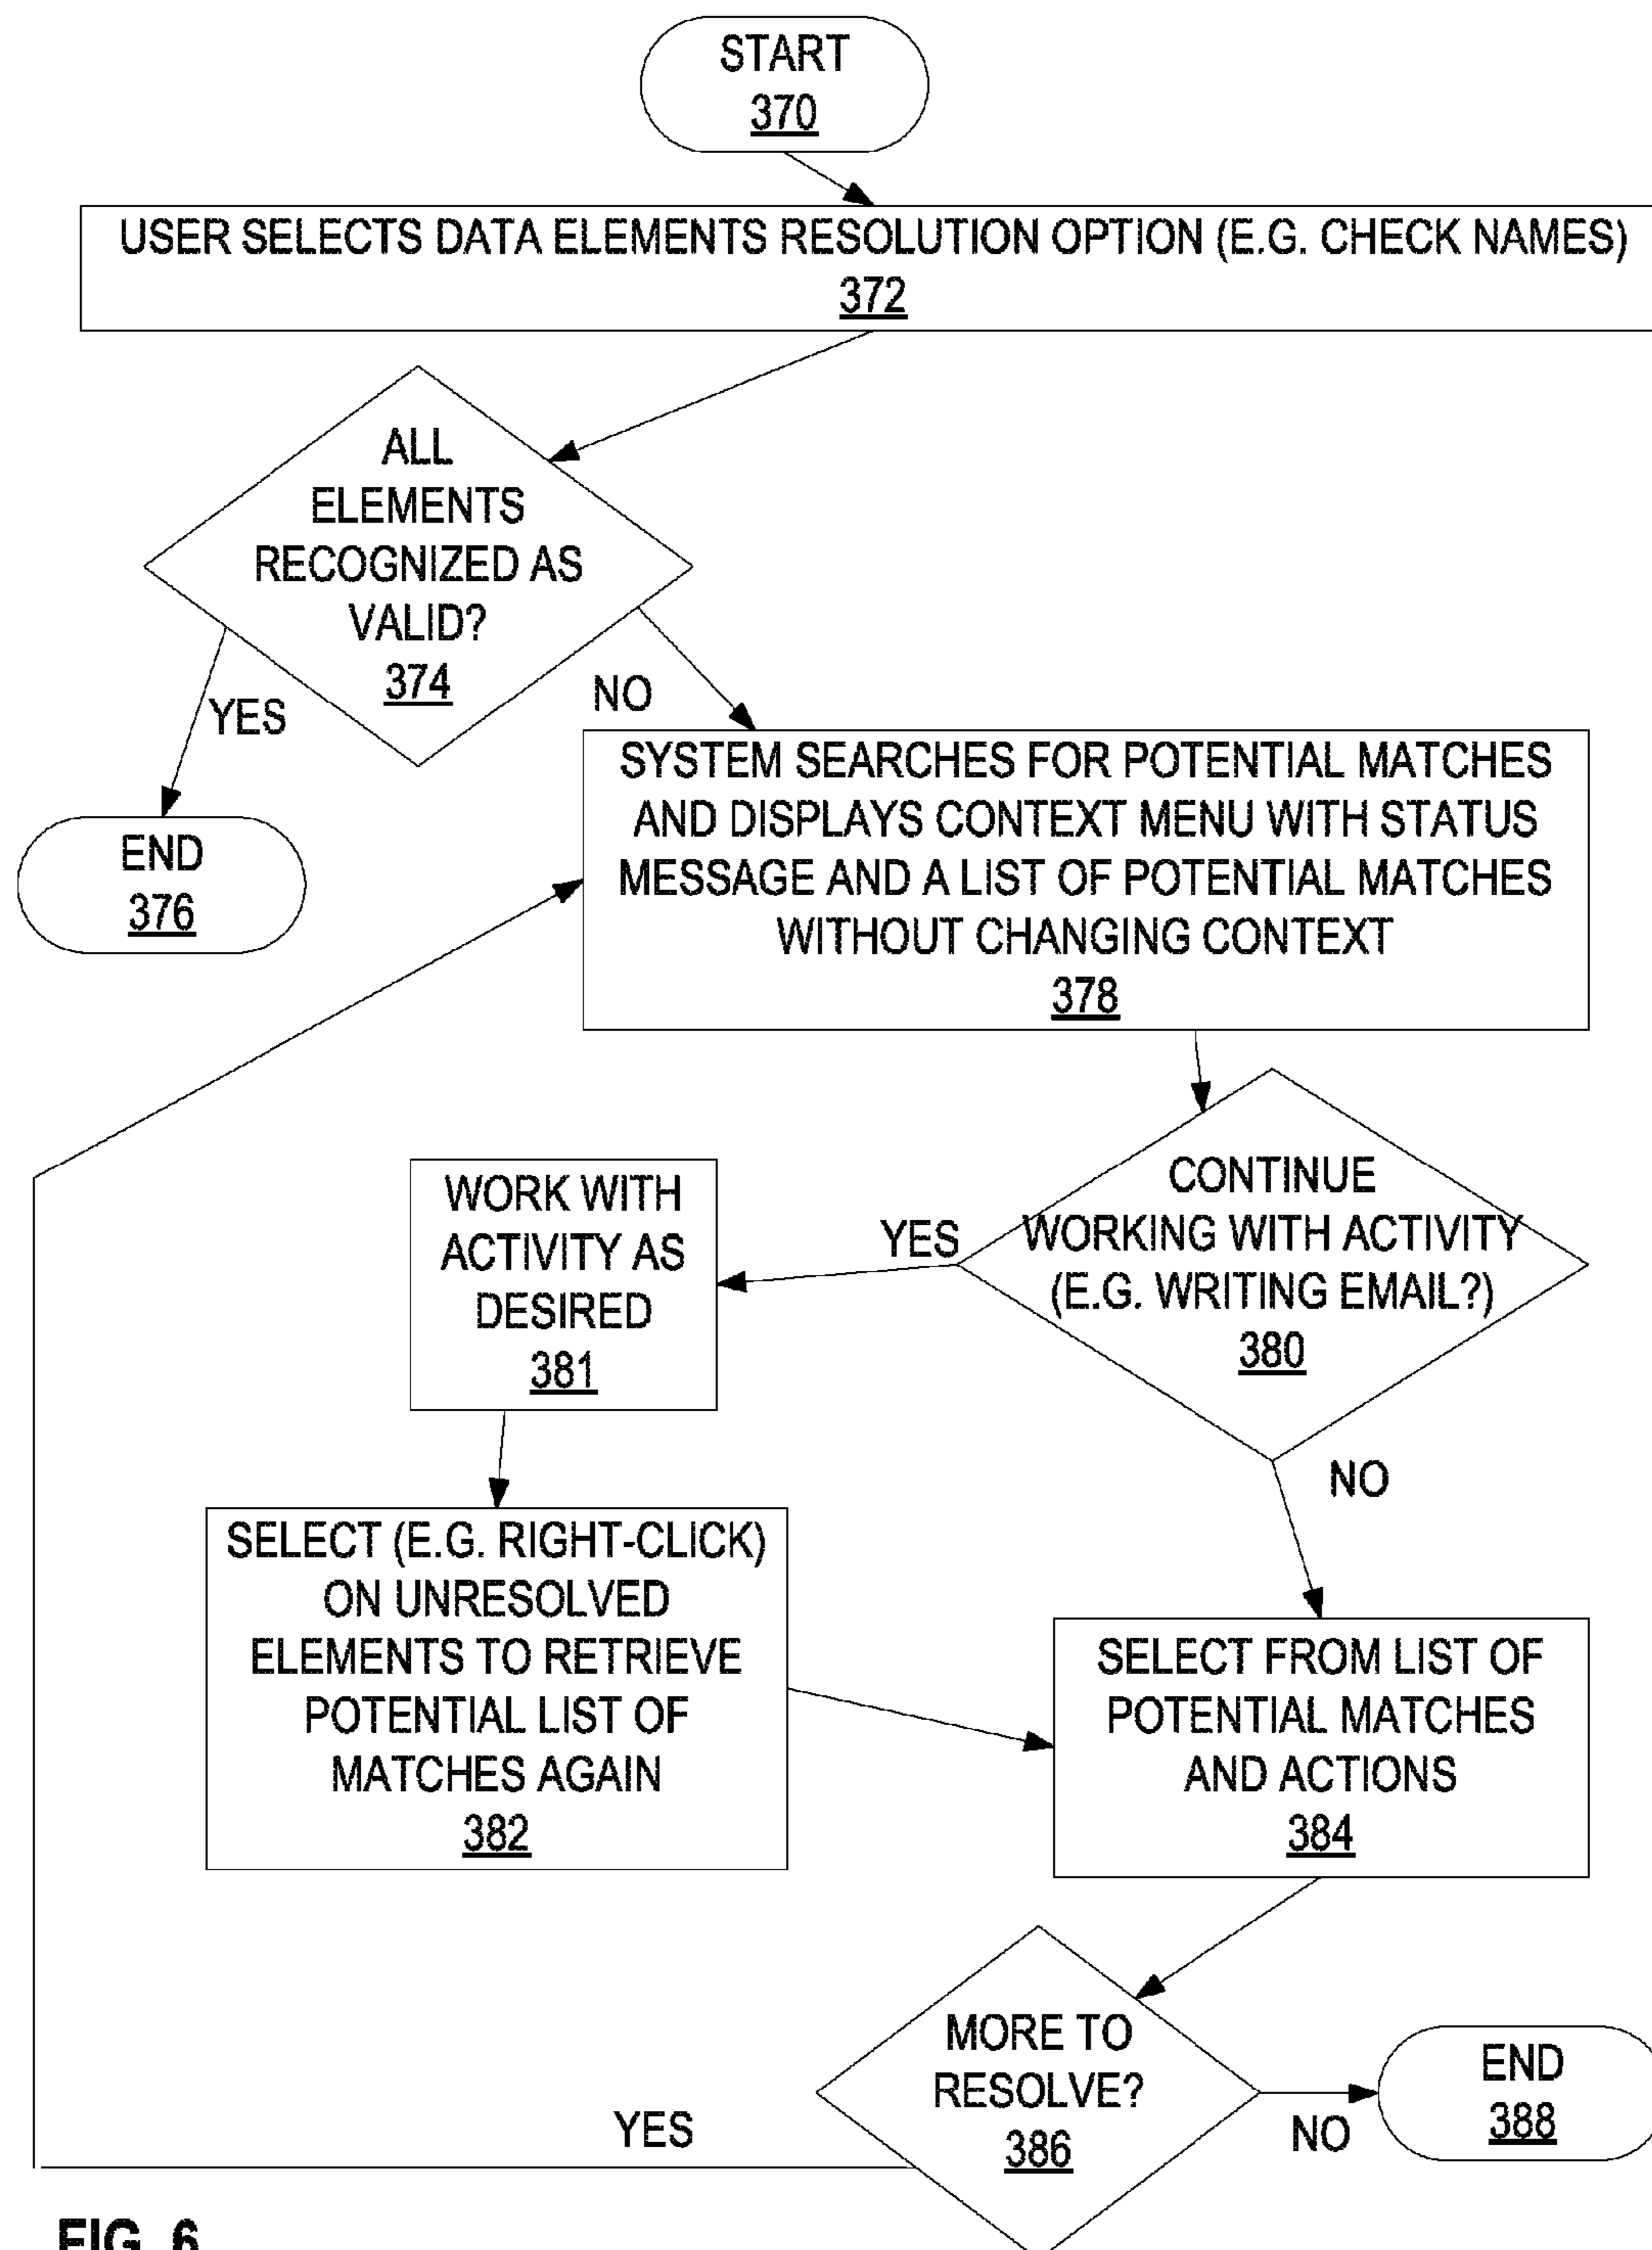 START
370
USER SELECTS DATA ELEMENTS RESOLUTION OPTION (E.G. CHECK NAMES)
372
ALL
ELEMENTS
RECOGNIZED AS
VALID?
374
YES
NO
END
376
SYSTEM SEARCHES FOR POTENTIAL MATCHES
AND DISPLAYS CONTEXT MENU WITH STATUS
MESSAGE AND A LIST OF POTENTIAL MATCHES
WITHOUT CHANGING CONTEXT
378
CONTINUE
WORKING WITH ACTIVITY
(E.G. WRITING EMAIL?)
380
YES
WORK WITH
ACTIVITY AS
DESIRED
381
NO
SELECT (E.G. RIGHT-CLICK)
ON UNRESOLVED
ELEMENTS TO RETRIEVE
POTENTIAL LIST OF
MATCHES AGAIN
382
SELECT FROM LIST OF
POTENTIAL MATCHES
AND ACTIONS
384
MORE TO
RESOLVE?
386
YES
NO
END
388
FIG. 6